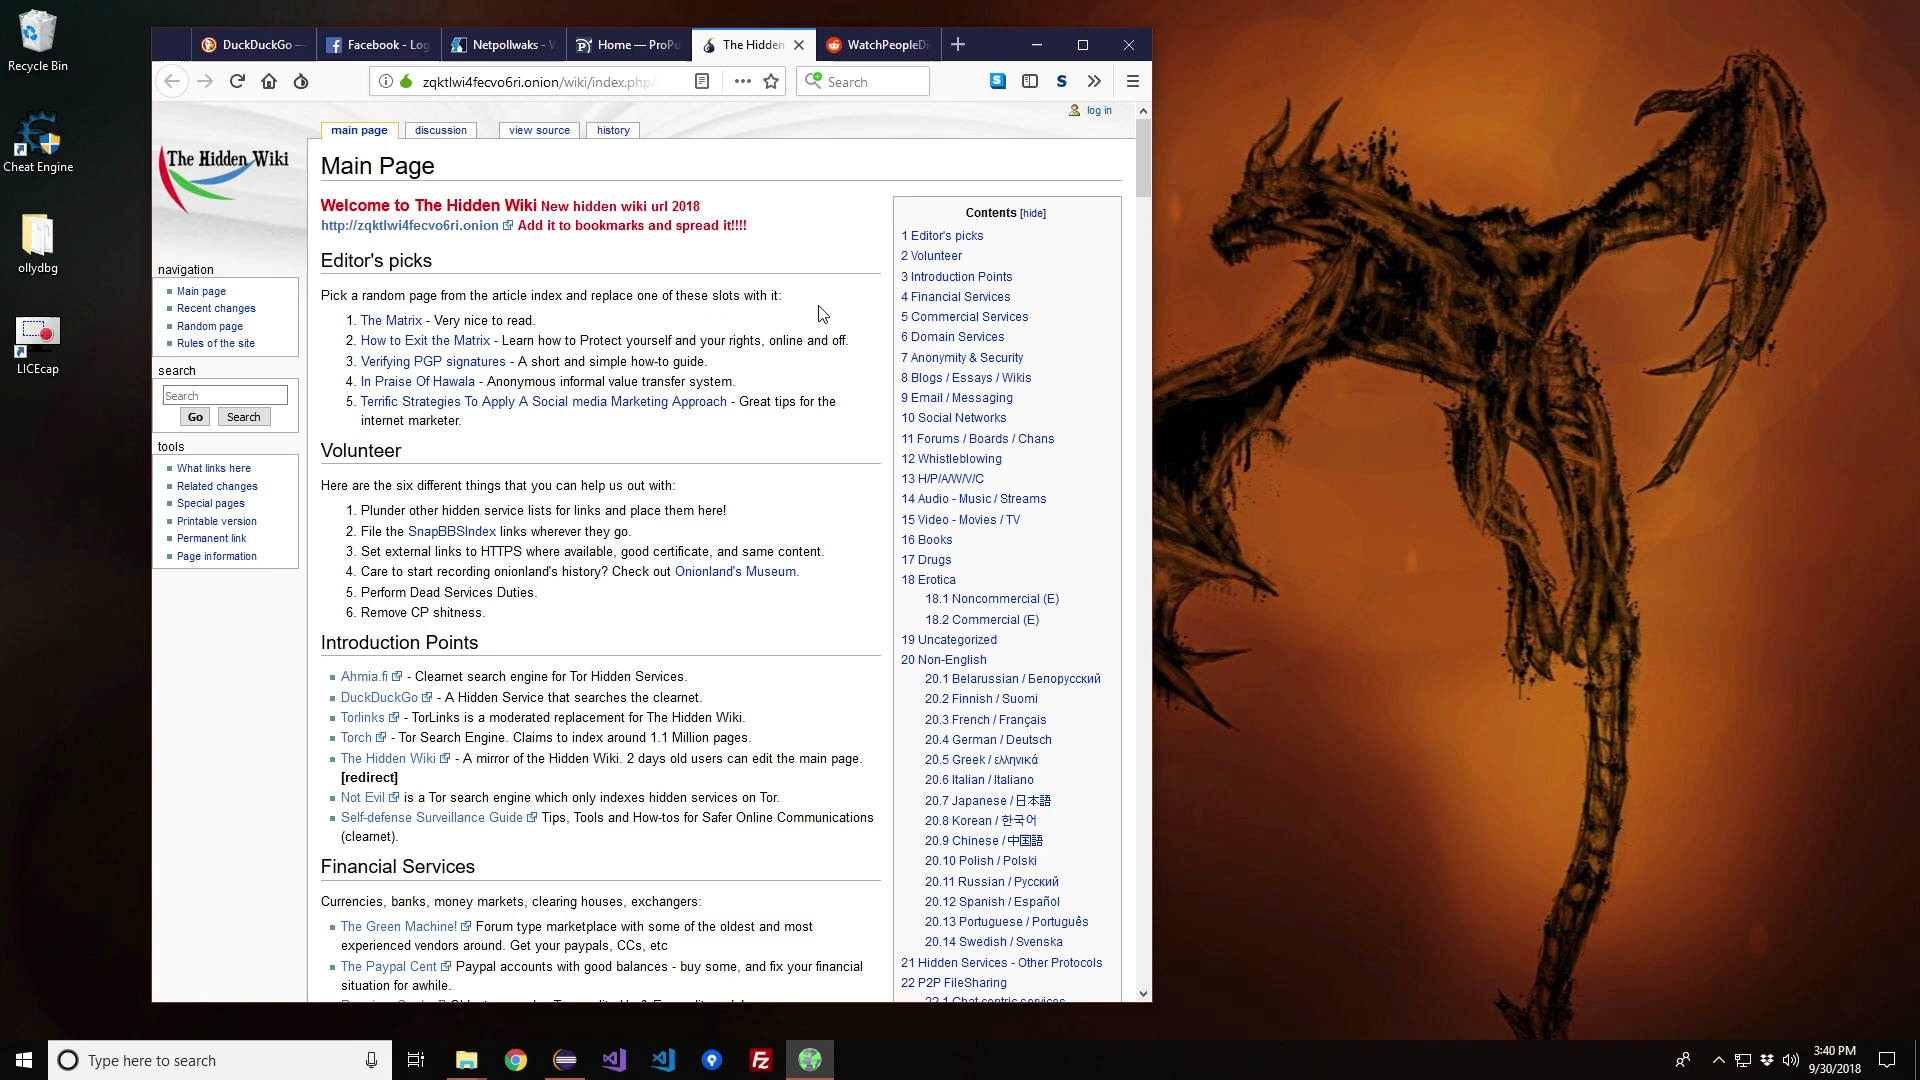 Recycle Bin
Cheat Engine
ollydbg
LICEcap
DuckDuckGo —
Facebook - Log
Netpollwaks - V
Home — ProPu
The Hidden
WatchPeopleDi
zqktlwi4fecvo6ri.onion/wiki/index.php/
Search
log in
main page
discussion
view source
history
The Hidden Wiki
navigation
Main page
Recent changes
Random page
Rules of the site
search
Search
Go
Search
tools
What links here
Related changes
Special pages
Printable version
Permanent link
Page information
Main Page
Welcome to The Hidden Wiki New hidden wiki url 2018
http://zqktlwi4fecvo6ri.onion Add it to bookmarks and spread it!!!!
Editor's picks
Pick a random page from the article index and replace one of these slots with it:
1. The Matrix - Very nice to read.
2. How to Exit the Matrix - Learn how to Protect yourself and your rights, online and off.
3. Verifying PGP signatures - A short and simple how-to guide.
4. In Praise Of Hawala - Anonymous informal value transfer system.
5. Terrific Strategies To Apply A Social media Marketing Approach - Great tips for the
internet marketer.
Volunteer
Here are the six different things that you can help us out with:
1. Plunder other hidden service lists for links and place them here!
2. File the SnapBBSIndex links wherever they go.
3. Set external links to HTTPS where available, good certificate, and same content.
4. Care to start recording onionland's history? Check out Onionland's Museum.
5. Perform Dead Services Duties.
6. Remove CP shitness.
Introduction Points
Ahmia.fi - Clearnet search engine for Tor Hidden Services.
DuckDuckGo - A Hidden Service that searches the clearnet.
Torlinks - TorLinks is a moderated replacement for The Hidden Wiki.
Torch - Tor Search Engine. Claims to index around 1.1 Million pages.
The Hidden Wiki - A mirror of the Hidden Wiki. 2 days old users can edit the main page.
[redirect]
Not Evil is a Tor search engine which only indexes hidden services on Tor.
Self-defense Surveillance Guide Tips, Tools and How-tos for Safer Online Communications
(clearnet).
Financial Services
Currencies, banks, money markets, clearing houses, exchangers:
The Green Machine! Forum type marketplace with some of the oldest and most
experienced vendors around. Get your paypals, CCs, etc
The Paypal Cent Paypal accounts with good balances - buy some, and fix your financial
situation for awhile.
Contents [hide]
1 Editor's picks
2 Volunteer
3 Introduction Points
4 Financial Services
5 Commercial Services
6 Domain Services
7 Anonymity & Security
8 Blogs / Essays / Wikis
9 Email / Messaging
10 Social Networks
11 Forums / Boards / Chans
12 Whistleblowing
13 H/P/A/W/V/C
14 Audio - Music / Streams
15 Video - Movies / TV
16 Books
17 Drugs
18 Erotica
18.1 Noncommercial (E)
18.2 Commercial (E)
19 Uncategorized
20 Non-English
20.1 Belarussian / Белорусский
20.2 Finnish / Suomi
20.3 French / Français
20.4 German / Deutsch
20.5 Greek / ελληνικά
20.6 Italian / Italiano
20.7 Japanese / 日本語
20.8 Korean / 한국어
20.9 Chinese / 中国語
20.10 Polish / Polski
20.11 Russian / Русский
20.12 Spanish / Español
20.13 Portuguese / Português
20.14 Swedish / Svenska
21 Hidden Services - Other Protocols
22 P2P FileSharing
22.1 Chat centric services
Type here to search
3:40 PM
9/30/2018